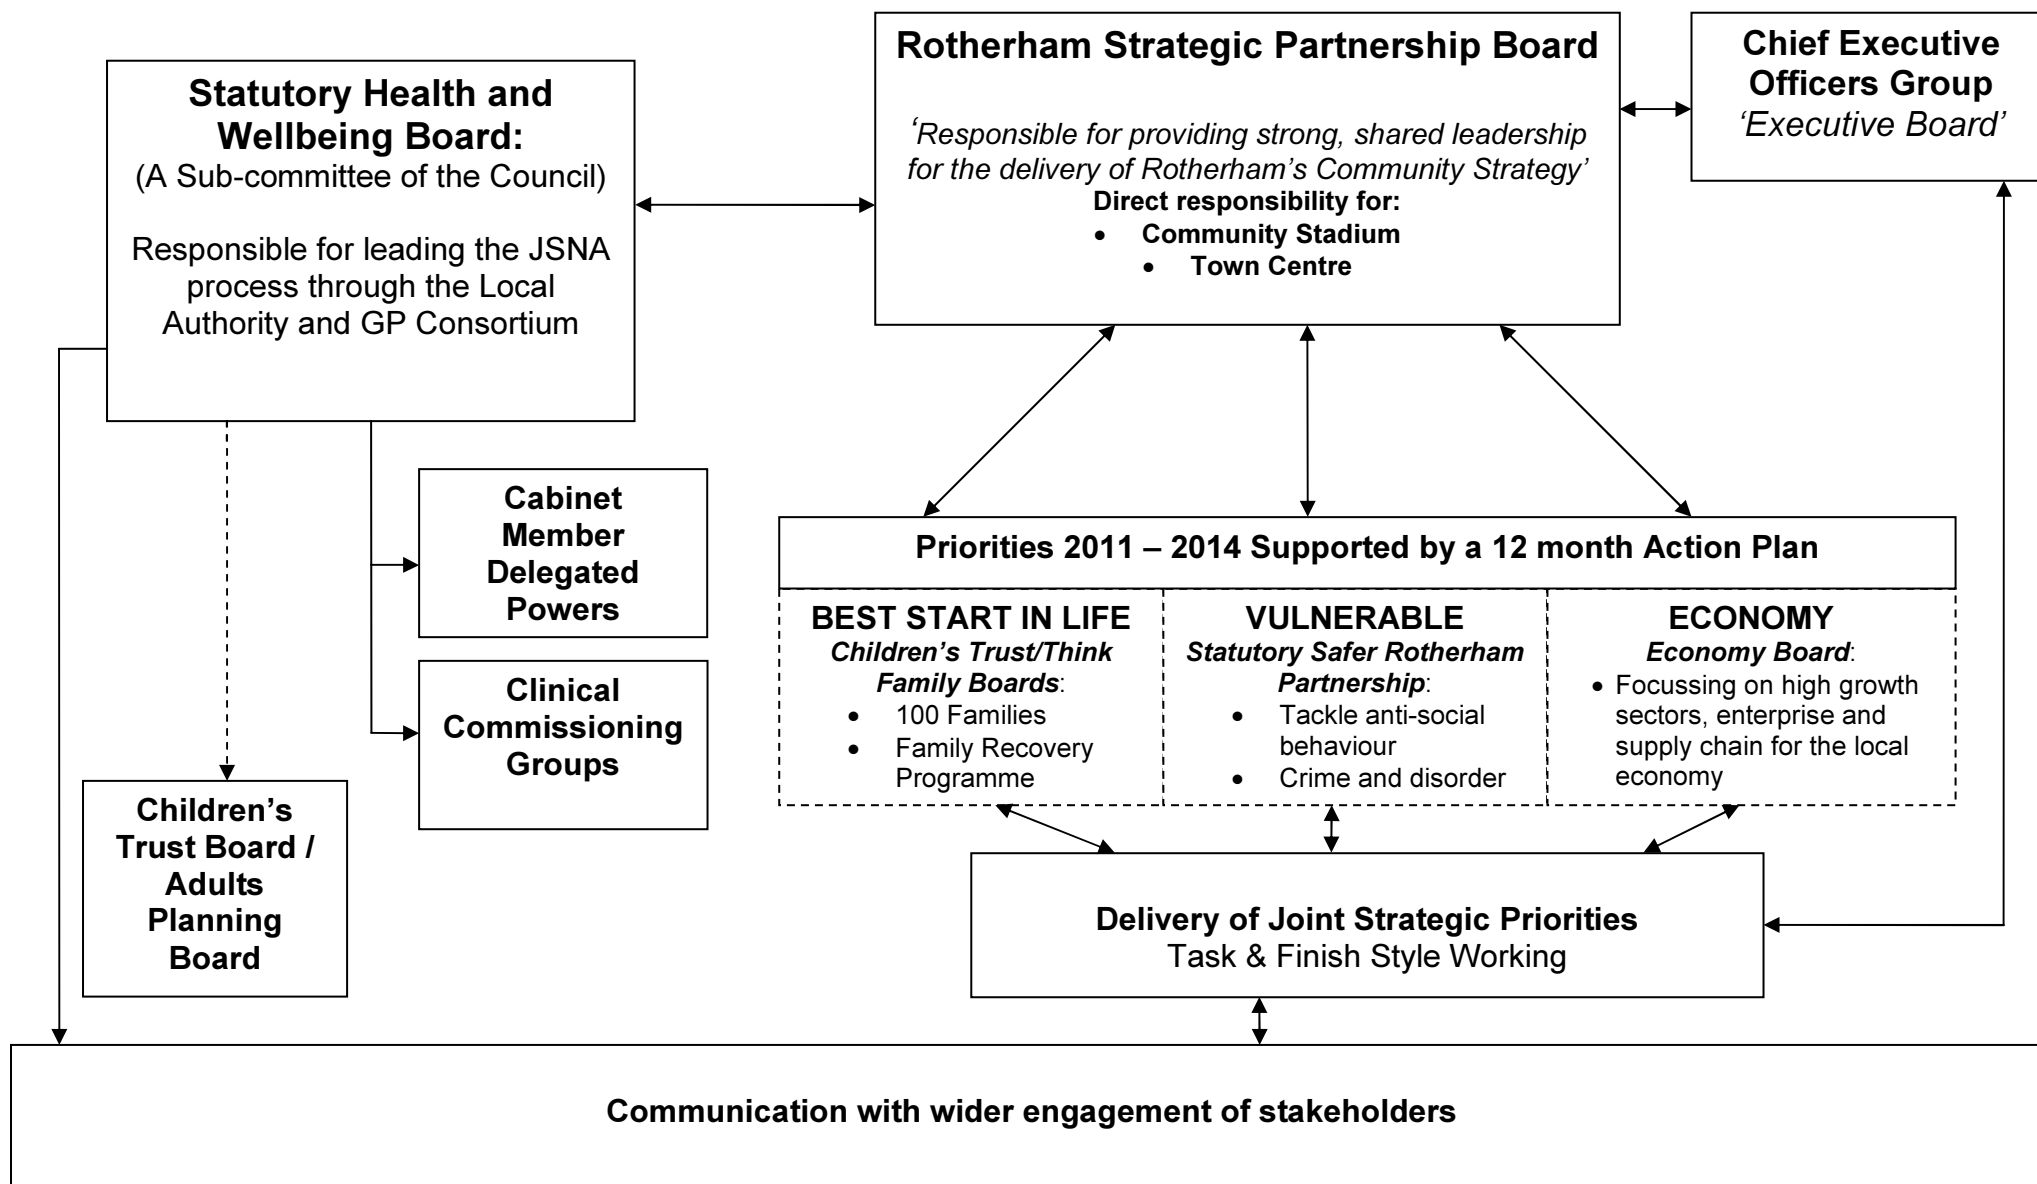 Statutory Health and
Wellbeing Board:
(A Sub-committee of the Council)
Responsible for leading the JSNA
process through the Local
Authority and GP Consortium
Rotherham Strategic Partnership Board
‘Responsible for providing strong, shared leadership
for the delivery of Rotherham’s Community Strategy’
Direct responsibility for:
• Community Stadium
• Town Centre
Chief Executive
Officers Group
‘Executive Board’
Cabinet
Member
Delegated
Powers
Clinical
Commissioning
Groups
Children’s
Trust Board /
Adults
Planning
Board
Priorities 2011 – 2014 Supported by a 12 month Action Plan
BEST START IN LIFE
Children’s Trust/Think
Family Boards:
• 100 Families
• Family Recovery
Programme
VULNERABLE
Statutory Safer Rotherham
Partnership:
• Tackle anti-social
behaviour
• Crime and disorder
ECONOMY
Economy Board:
• Focussing on high growth
sectors, enterprise and
supply chain for the local
economy
Delivery of Joint Strategic Priorities
Task & Finish Style Working
Communication with wider engagement of stakeholders